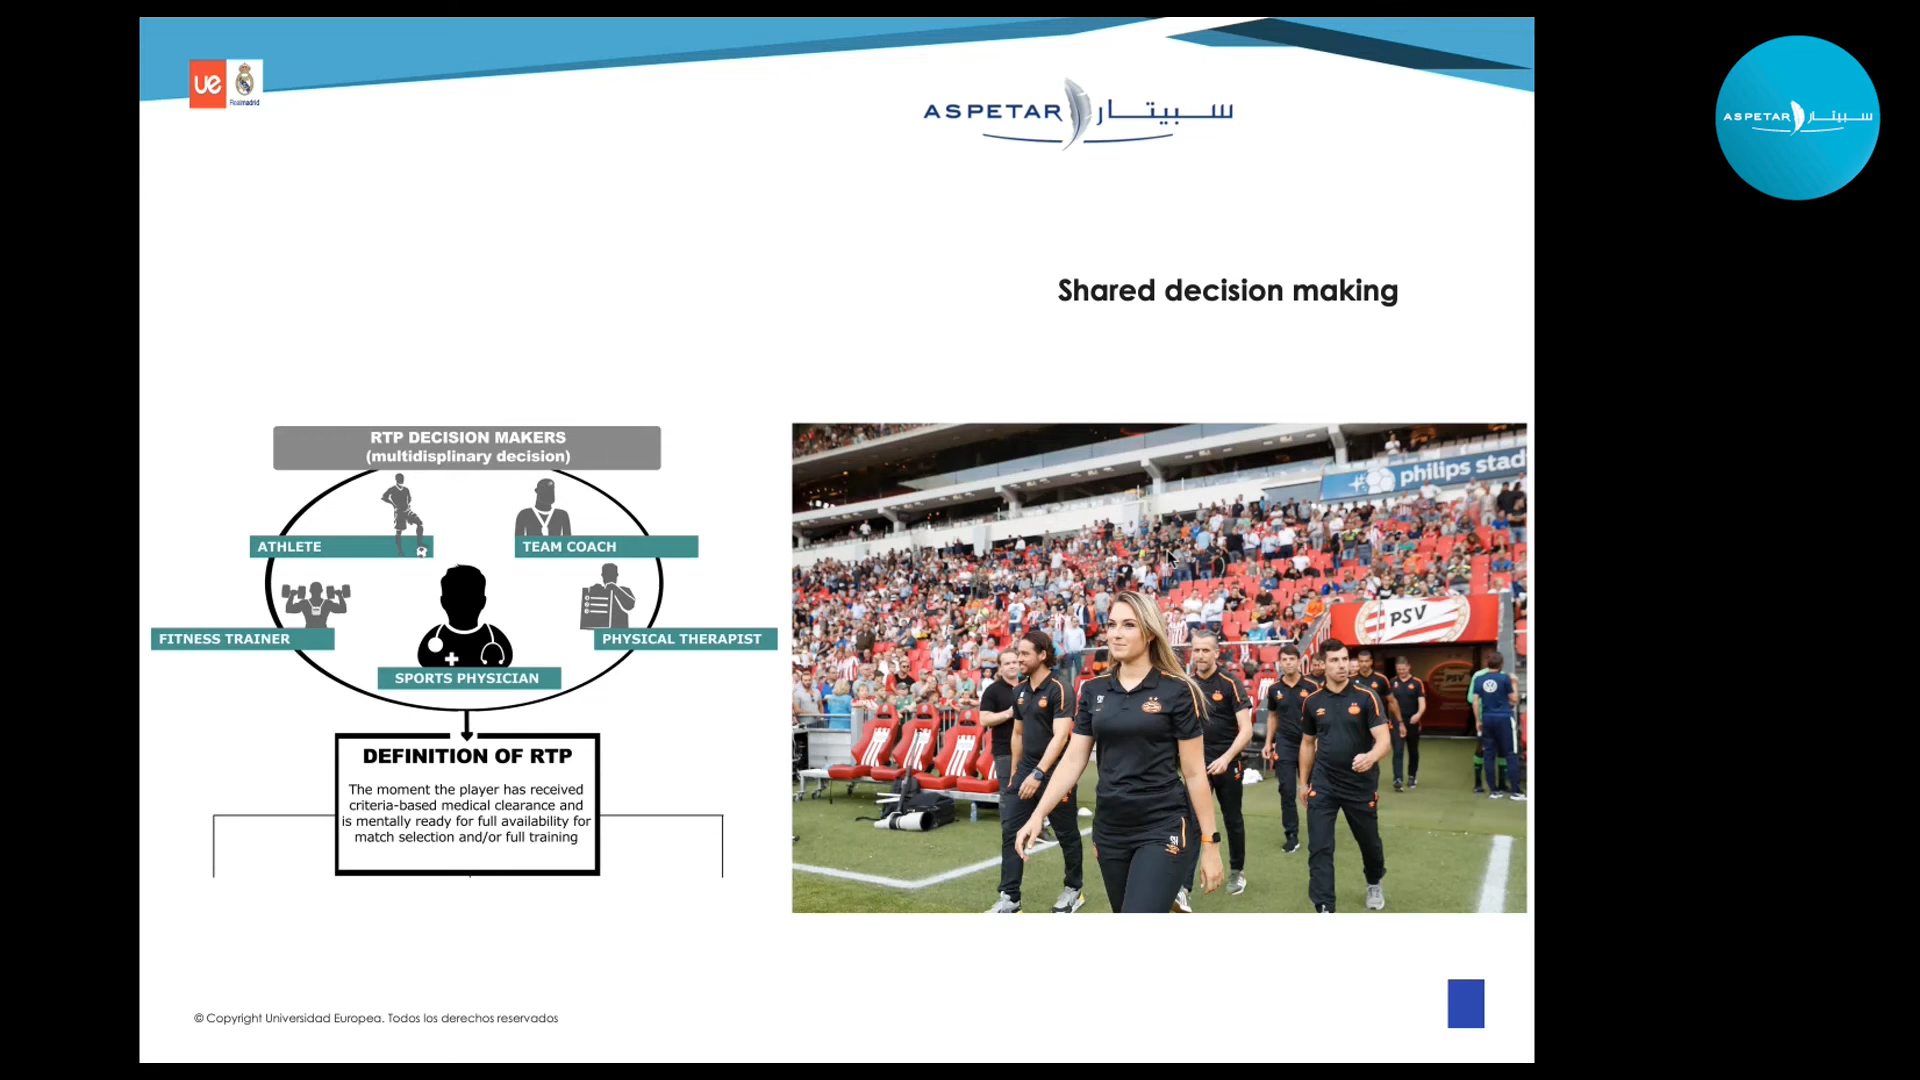 ue
Realmadrid
ASPETAR سبيتار
ASPETAR سبيتار
Shared decision making
RTP DECISION MAKERS
(multidisplinary decision)
ATHLETE
TEAM COACH
FITNESS TRAINER
PHYSICAL THERAPIST
SPORTS PHYSICIAN
DEFINITION OF RTP
The moment the player has received
criteria-based medical clearance and
is mentally ready for full availability for
match selection and/or full training
philips stad
PSV
PSV
© Copyright Universidad Europea. Todos los derechos reservados